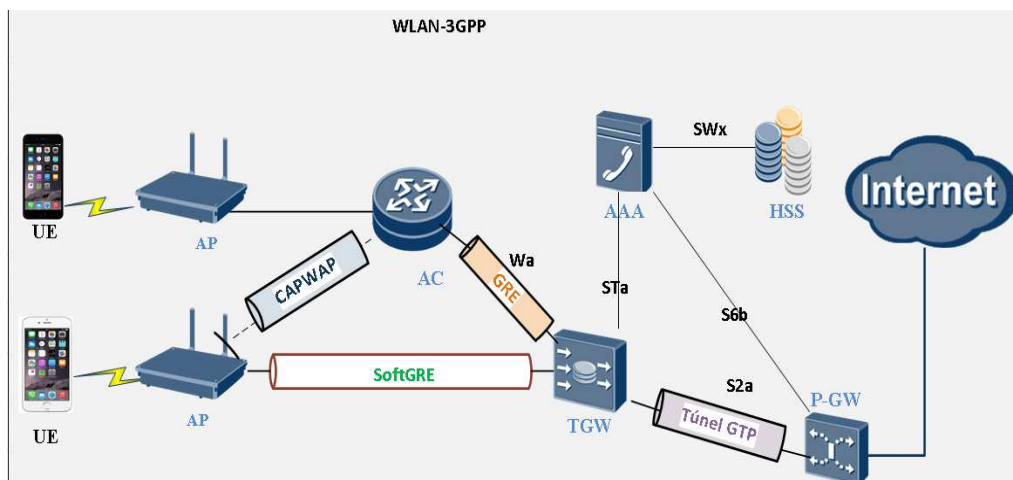 WLAN-3GPP
SWx
Internet
UE
AP
AAA
HSS
CAPWAP
AC
Wa
GRE
STa
S6b
SoftGRE
S2a
UE
AP
TGW
Túnel GTP
P-GW